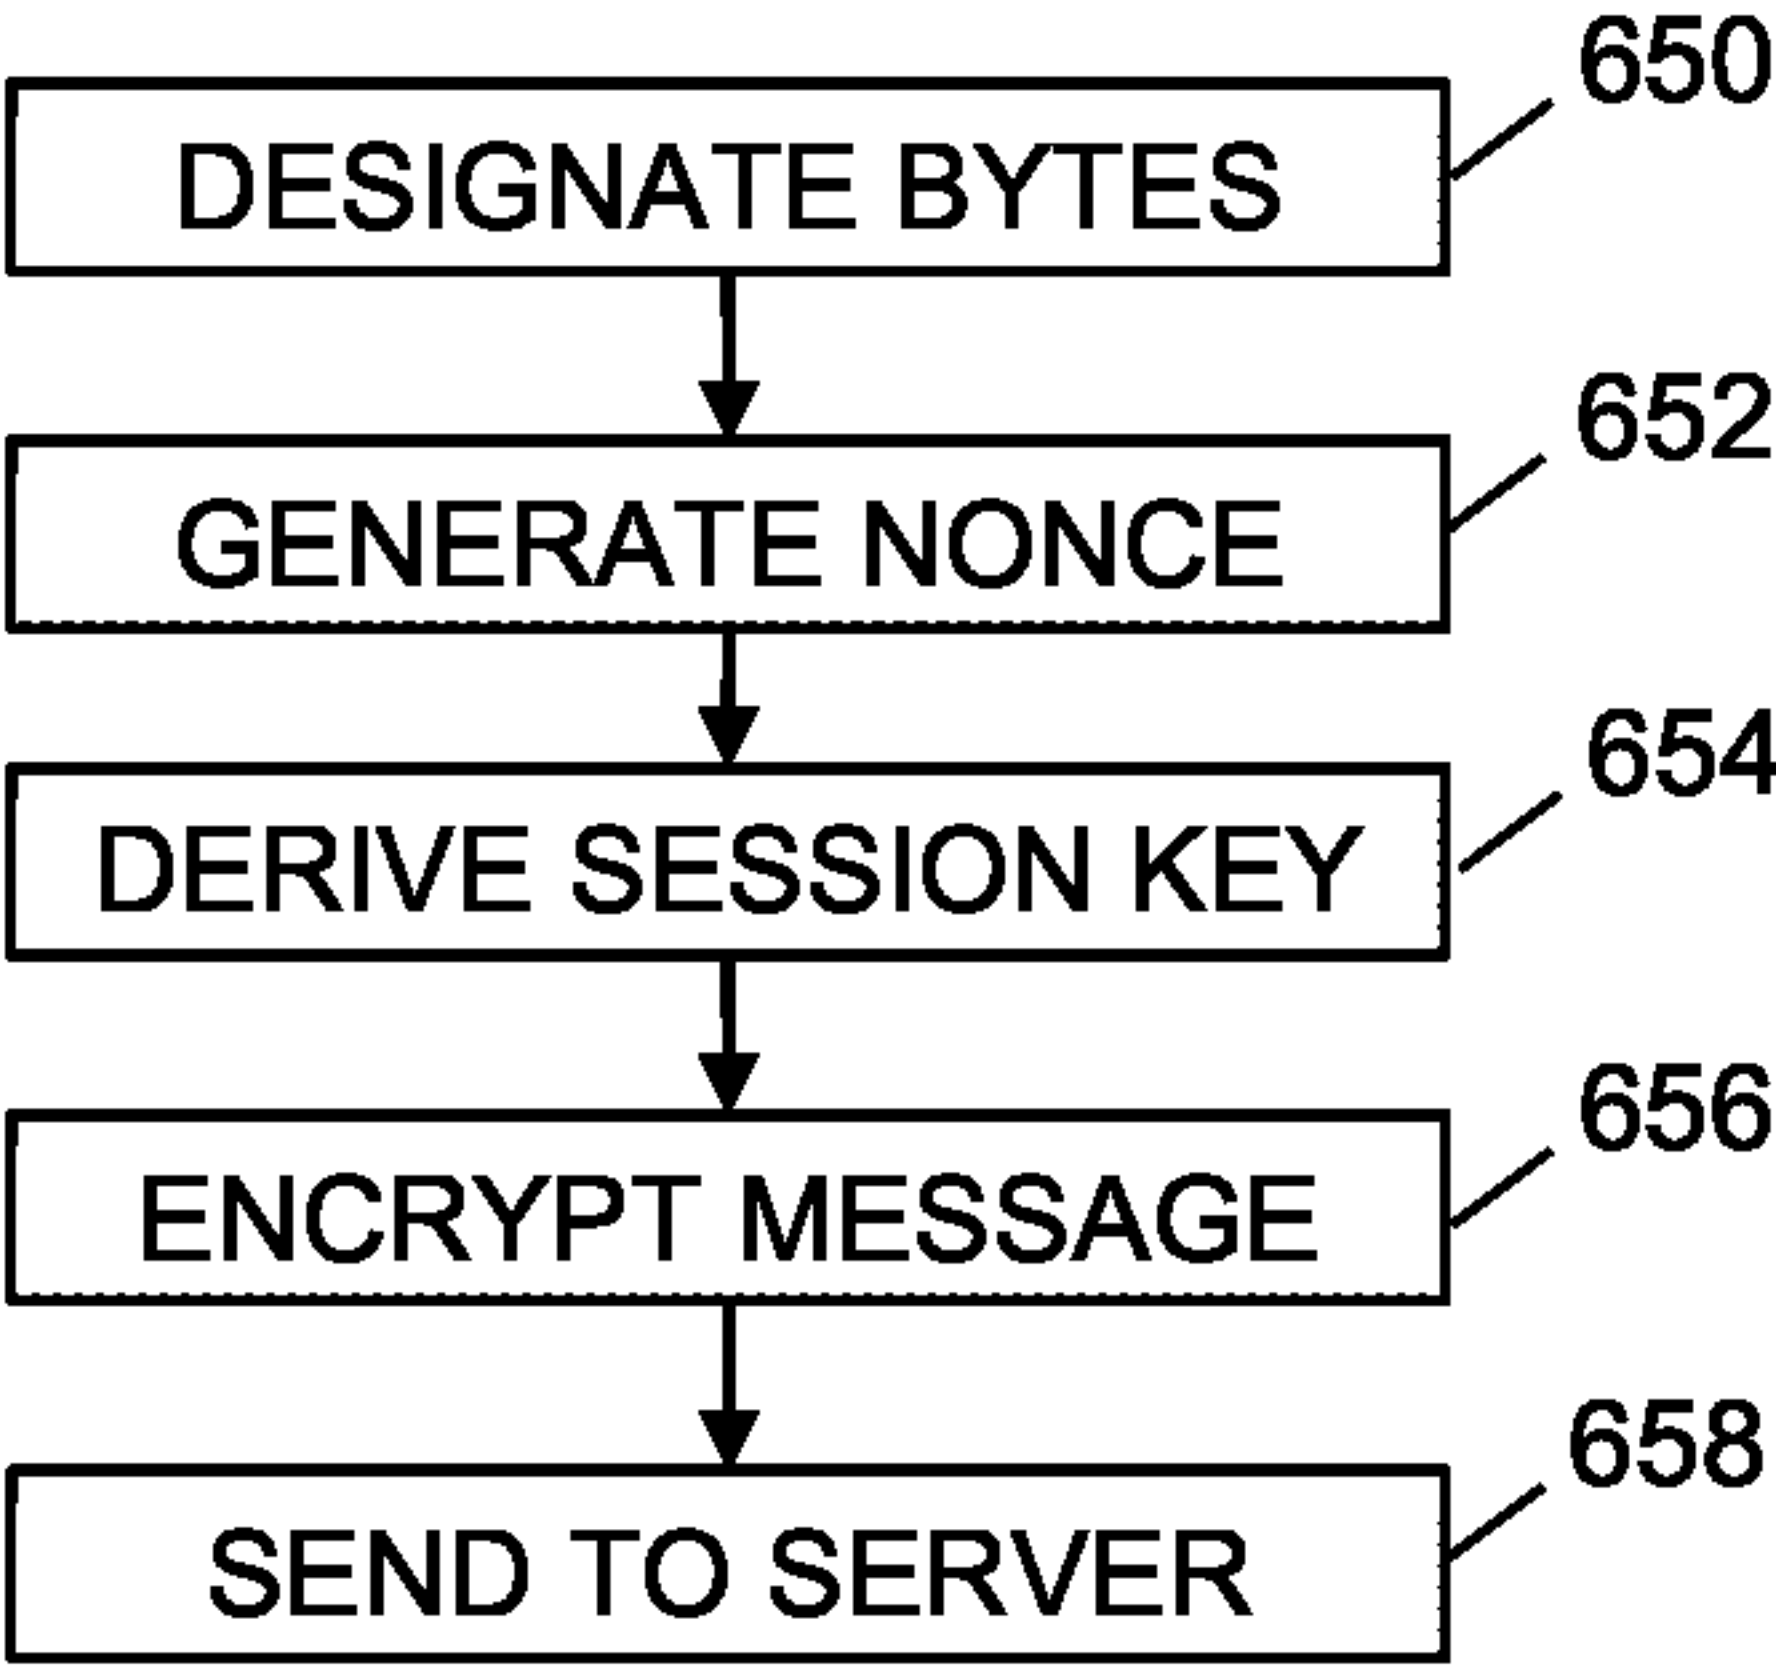 650
DESIGNATE BYTES
652
GENERATE NONCE
654
DERIVE SESSION KEY
656
ENCRYPT MESSAGE
658
SEND TO SERVER